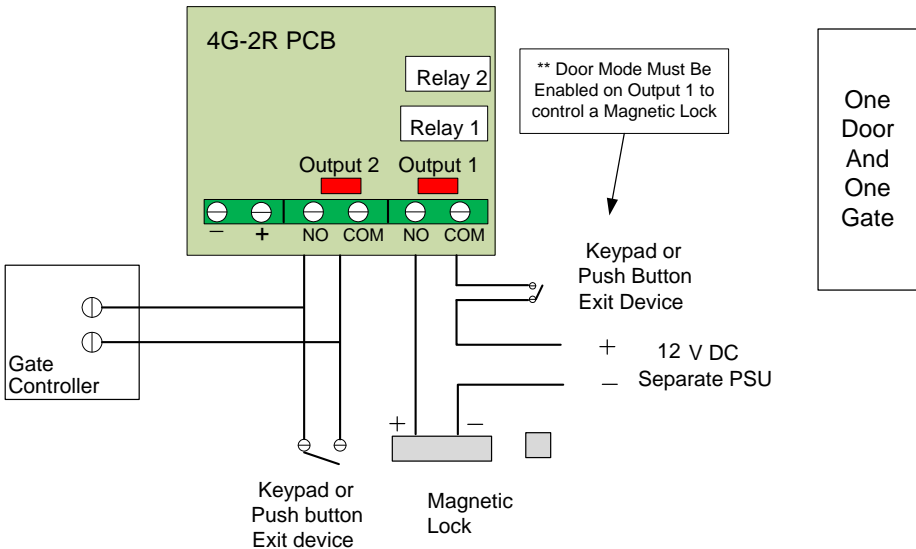 4G-2R PCB
Relay 2
Relay 1
Output 2 Output 1
– + NO COM NO COM
** Door Mode Must Be
Enabled on Output 1 to
control a Magnetic Lock
One
Door
And
One
Gate
Keypad or
Push Button
Exit Device
+ 12 V DC
– Separate PSU
Gate
Controller
+ –
Keypad or
Push button
Exit device
Magnetic
Lock